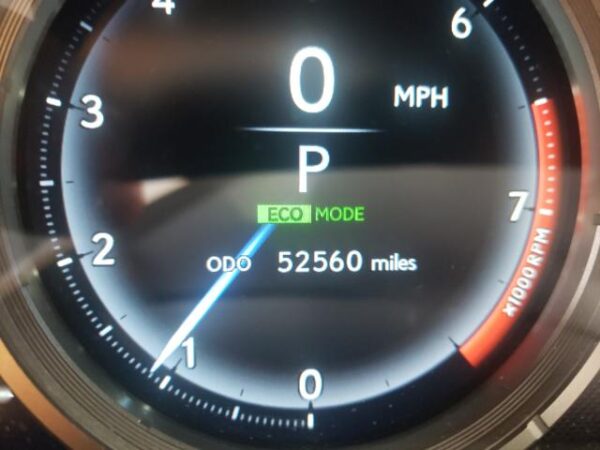 4
6
0 MPH
3
P
7
ECO MODE
2
ODO 52560 miles
x1000RPM
1
0